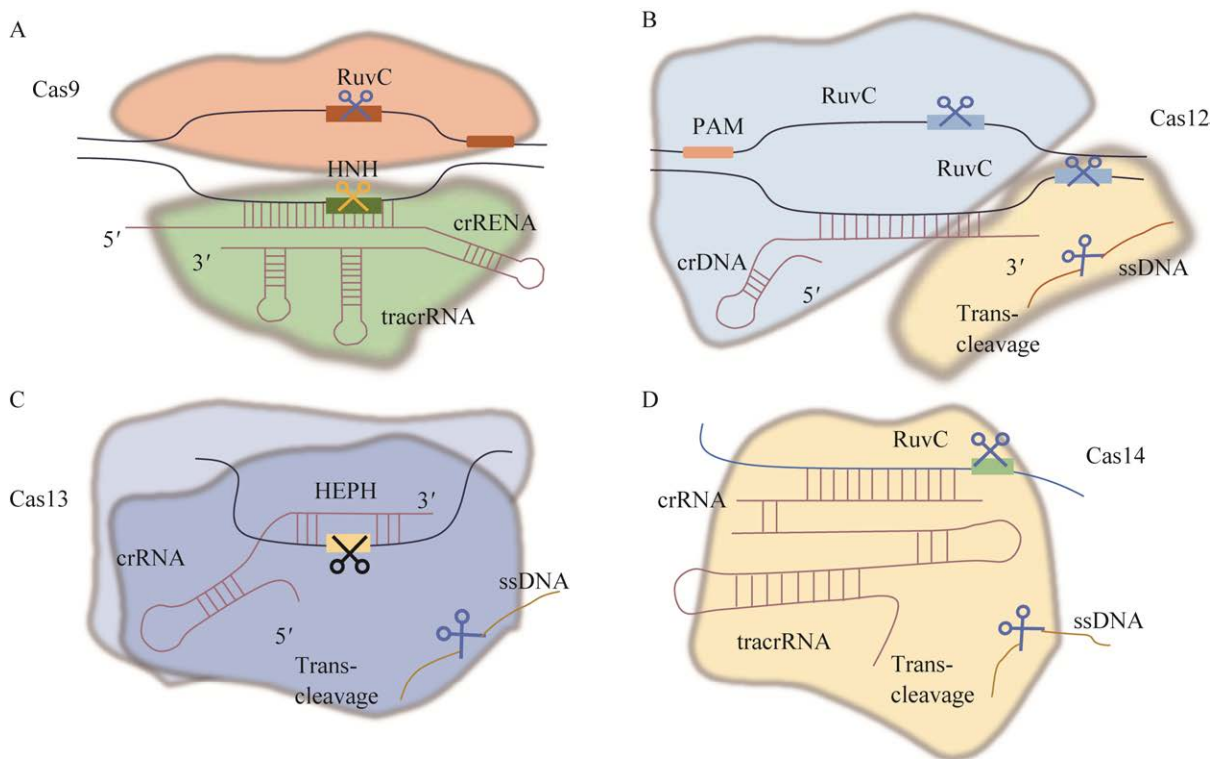 A
Cas9
RuvC
HNH
crRENA
5′
3′
tracrRNA
B
RuvC
Cas12
PAM
RuvC
crDNA
3′
ssDNA
5′
Trans-
cleavage
C
Cas13
HEPH
3′
crRNA
ssDNA
5′
Trans-
cleavage
D
RuvC
Cas14
crRNA
ssDNA
tracrRNA
Trans-
cleavage